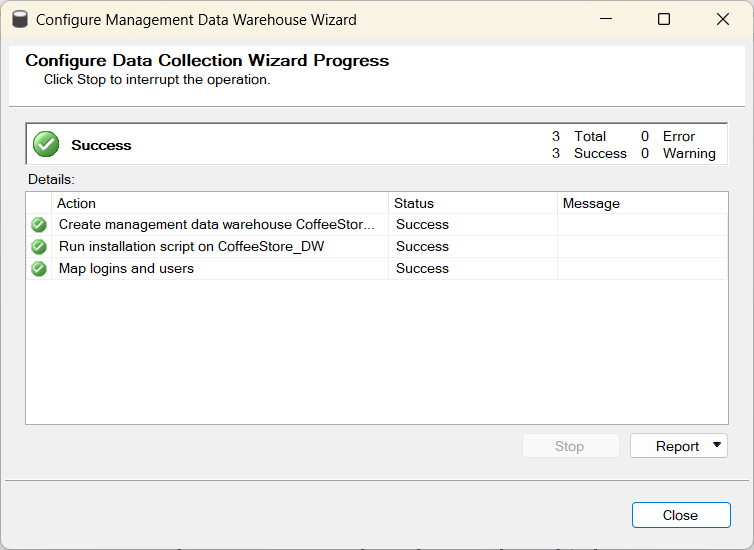 Configure Management Data Warehouse Wizard
Configure Data Collection Wizard Progress
Click Stop to interrupt the operation.
Success
3 Total 0 Error
3 Success 0 Warning
Details:
Action Status Message
Create management data warehouse CoffeeStor... Success
Run installation script on CoffeeStore_DW Success
Map logins and users Success
Stop Report
Close